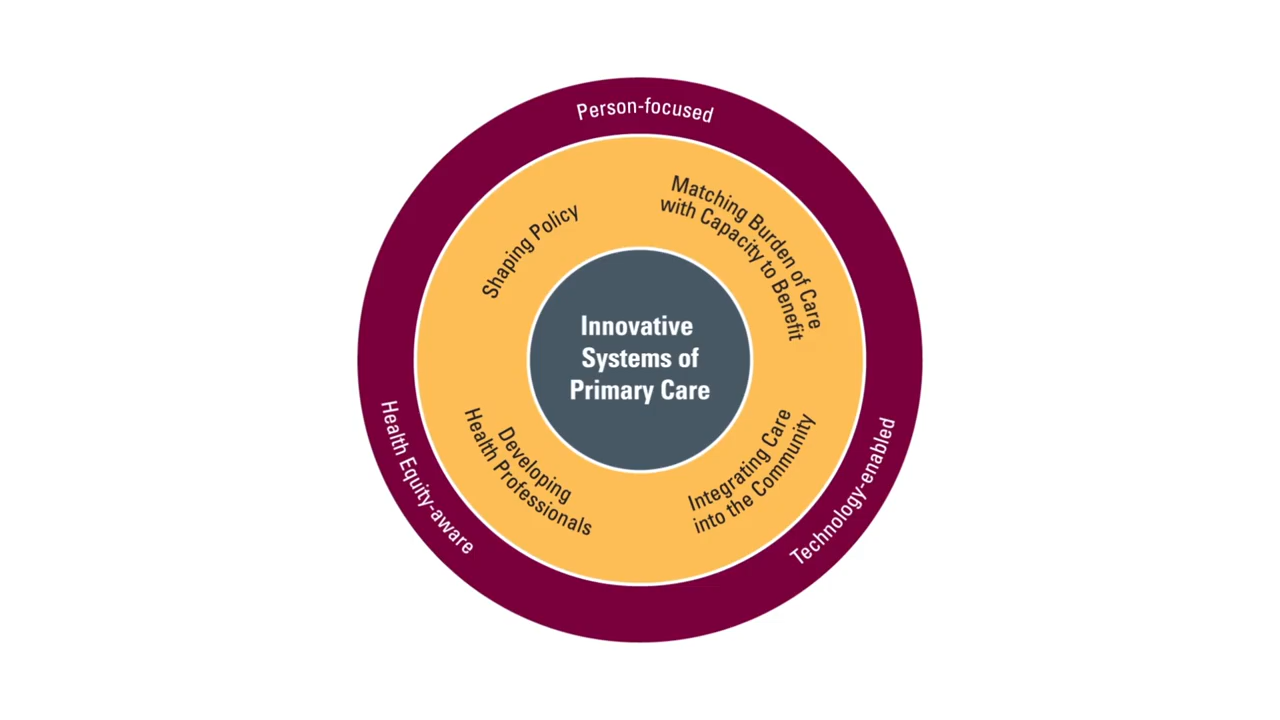 Person-focused
Shaping Policy
Matching Burden of Care
with Capacity to Benefit
Innovative
Systems of
Primary Care
Developing
Health Professionals
Integrating Care
into the Community
Health Equity-aware
Technology-enabled